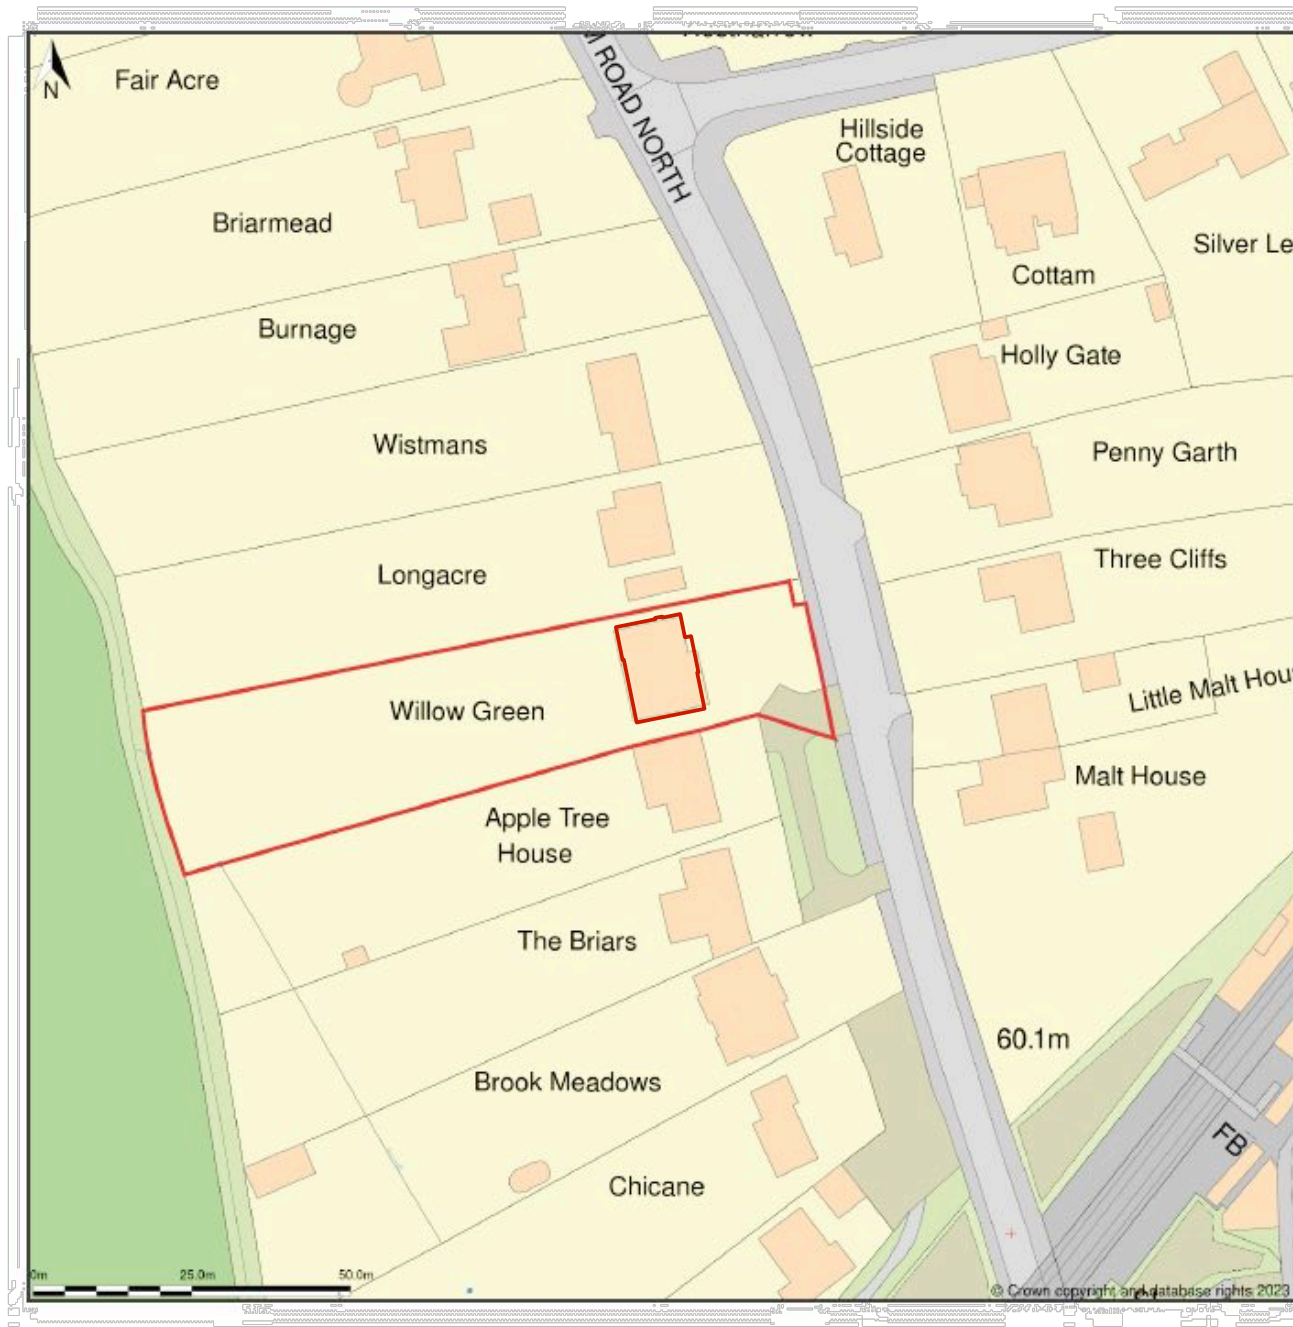 N
Fair Acre
M ROAD NORTH
Hillside
Cottage
Briarmead
Silver Le
Cottam
Burnage
Holly Gate
Wistmans
Penny Garth
Three Cliffs
Longacre
Little Malt Hou
Willow Green
Malt House
Apple Tree
House
The Briars
60.1m
Brook Meadows
FB
Chicane
0m
25.0m
50.0m
© Crown copyright and database rights 2023